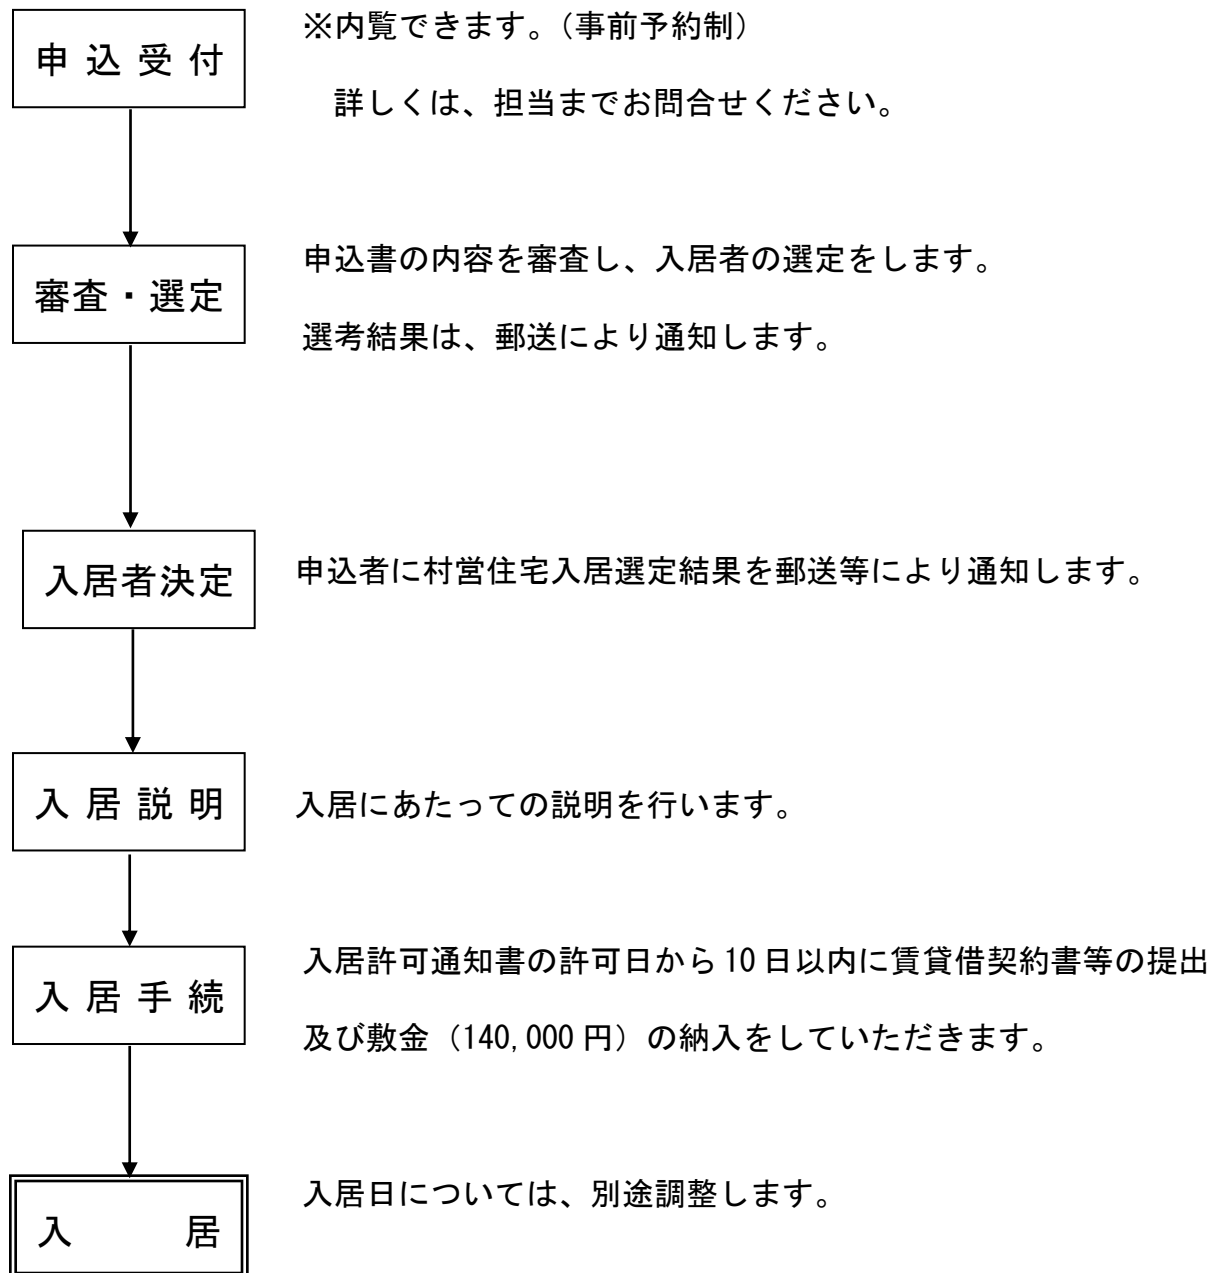 申込受付
※内覧できます。（事前予約制）
詳しくは、担当までお問合せください。
審査・選定
申込書の内容を審査し、入居者の選定をします。
選考結果は、郵送により通知します。
入居者決定
申込者に村営住宅入居選定結果を郵送等により通知します。
入居説明
入居にあたっての説明を行います。
入居手続
入居許可通知書の許可日から10日以内に賃貸借契約書等の提出
及び敷金（140,000円）の納入をしていただきます。
入居
入居日については、別途調整します。